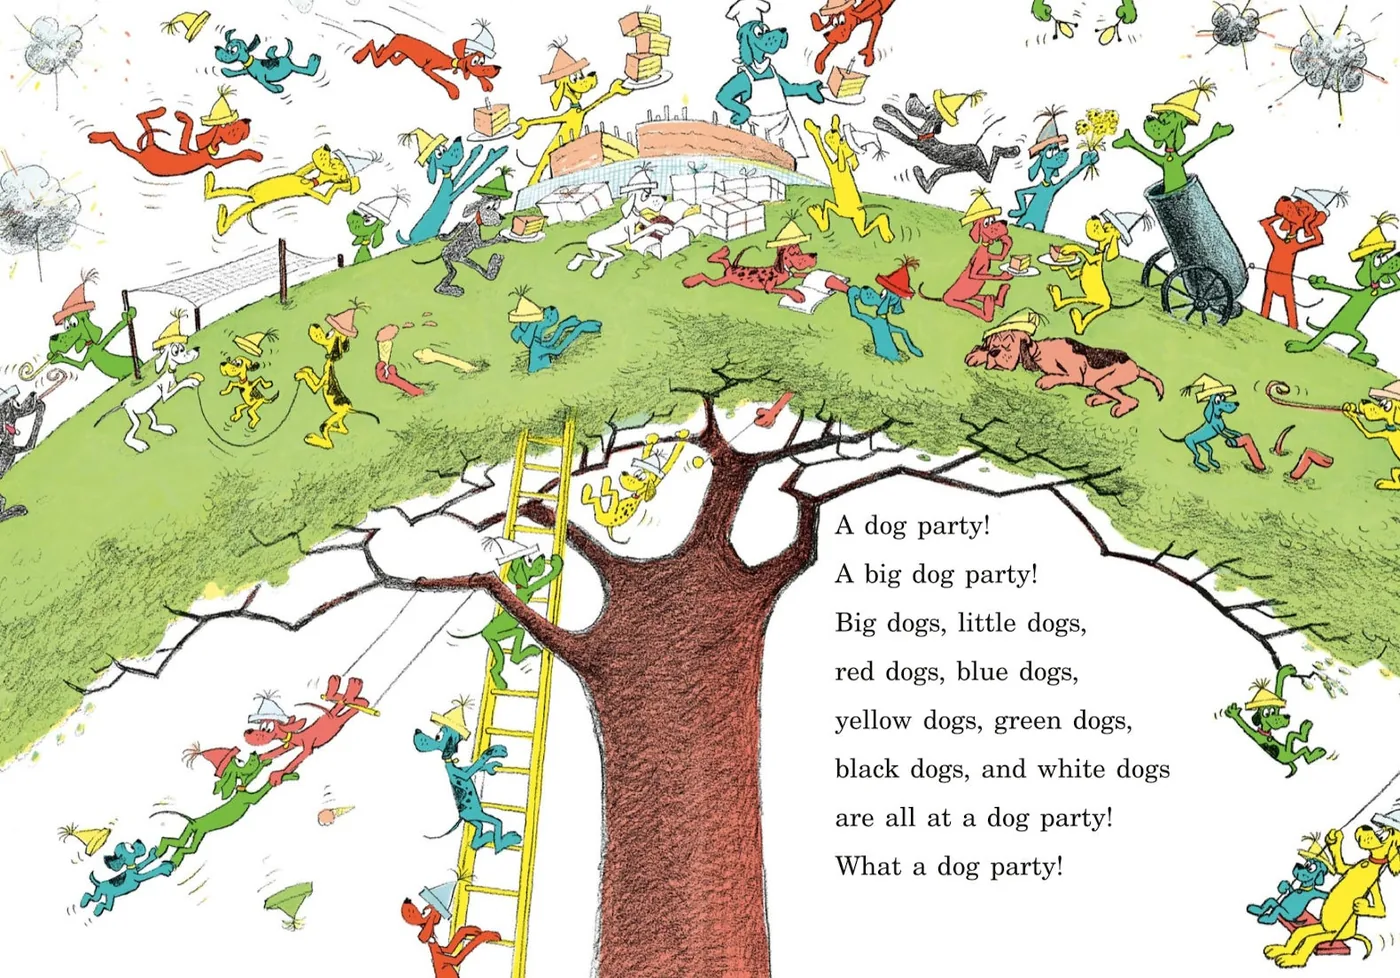 A dog party!
A big dog party!
Big dogs, little dogs,
red dogs, blue dogs,
yellow dogs, green dogs,
black dogs, and white dogs
are all at a dog party!
What a dog party!